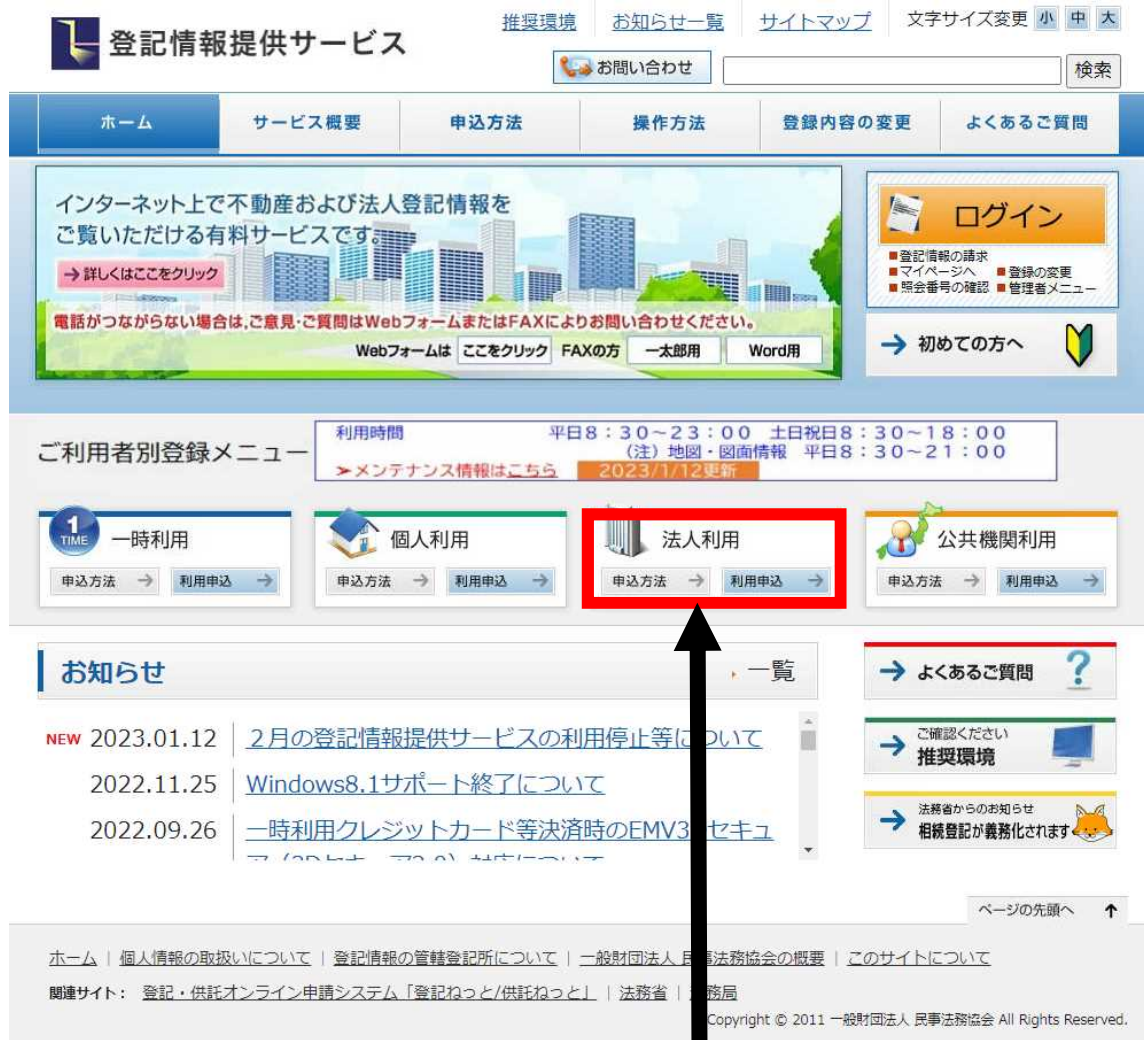 推奨環境 お知らせ一覧 サイトマップ 文字サイズ変更 小 中 大
登記情報提供サービス
お問い合わせ 検索
ホーム サービス概要 申込方法 操作方法 登録内容の変更 よくあるご質問
インターネット上で不動産および法人登記情報を
ご覧いただける有料サービスです。
→ 詳しくはここをクリック
電話がつながらない場合は、ご意見・ご質問はWebフォームまたはFAXによりお問い合わせください。
Webフォームは ここをクリック FAXの方 一太郎用 Word用
ログイン
■登記情報の請求
■マイページへ ■登録の変更
■照会番号の確認 ■管理者メニュー
→ 初めての方へ
ご利用者別登録メニュー
利用時間 平日8:30~23:00 土日祝日8:30~18:00
(注)地図・図面情報 平日8:30~21:00
➢メンテナンス情報はこちら 2023/1/12更新
1 TIME 一時利用
申込方法 → 利用申込 →
個人利用
申込方法 → 利用申込 →
法人利用
申込方法 → 利用申込 →
公共機関利用
申込方法 → 利用申込 →
お知らせ 一覧
NEW 2023.01.12 2月の登記情報提供サービスの利用停止等について
2022.11.25 Windows8.1サポート終了について
2022.09.26 一時利用クレジットカード等決済時のEMV3 セキュ
→ よくあるご質問 ?
→ ご確認ください
推奨環境
→ 法務省からのお知らせ
相続登記が義務化されます
ページの先頭へ ↑
ホーム | 個人情報の取扱いについて | 登記情報の管轄登記所について | 一般財団法人 民事法務協会の概要 | このサイトについて
関連サイト: 登記・供託オンライン申請システム「登記ねっと/供託ねっと」 | 法務省 | 務局
Copyright © 2011 一般財団法人 民事法務協会 All Rights Reserved.